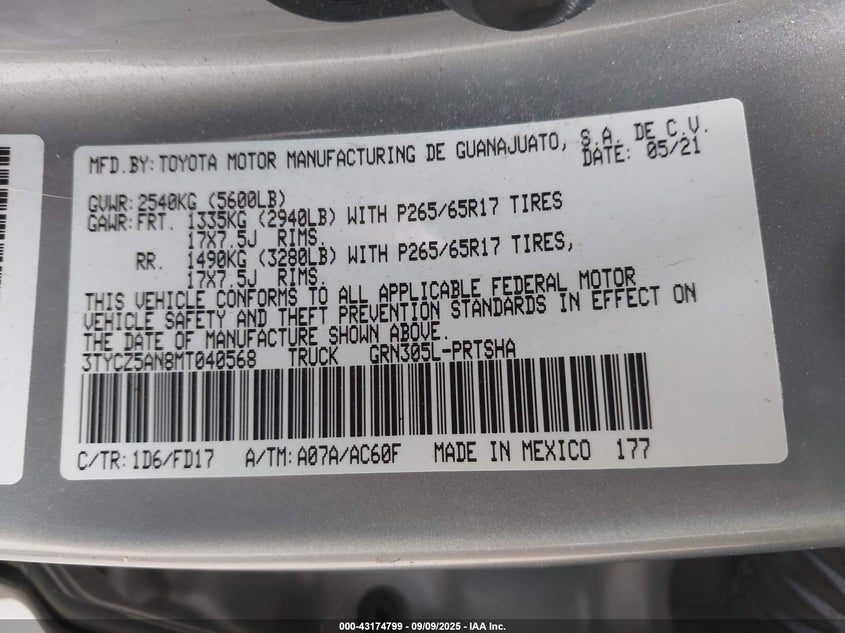 MFD.BY:TOYOTA MOTOR MANUFACTURING DE GUANAJUATO, S.A. DE C.V.
DATE: 05/21
GVWR:2540KG (5600LB)
GAWR:FRT. 1335KG (2940LB) WITH P265/65R17 TIRES
17X7.5J RIMS.
RR. 1490KG (3280LB) WITH P265/65R17 TIRES,
17X7.5J RIMS.
THIS VEHICLE CONFORMS TO ALL APPLICABLE FEDERAL MOTOR
VEHICLE SAFETY AND THEFT PREVENTION STANDARDS IN EFFECT ON
THE DATE OF MANUFACTURE SHOWN ABOVE.
3TYCZ5AN8MT040568 TRUCK GRN305L-PRTSHA
C/TR:1D6/FD17 A/TM:A07A/AC60F MADE IN MEXICO 177
000-43174799 - 09/09/2025 - IAA Inc.